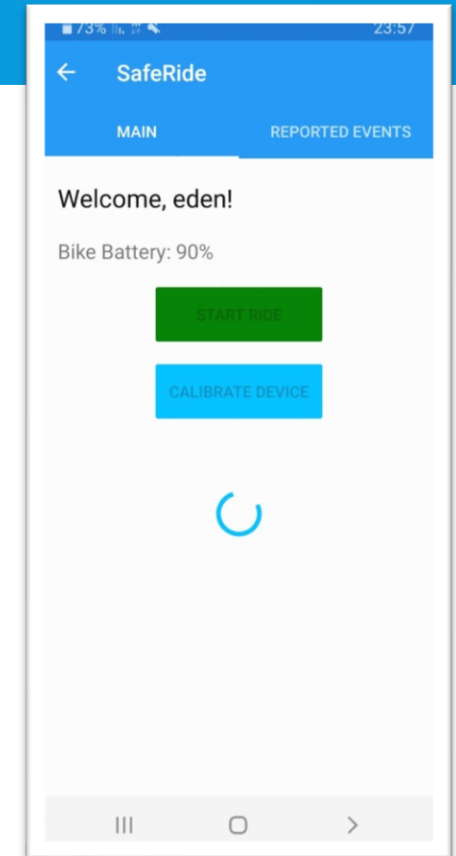 73% 23:57
SafeRide
MAIN REPORTED EVENTS
Welcome, eden!
Bike Battery: 90%
START RIDE
CALIBRATE DEVICE